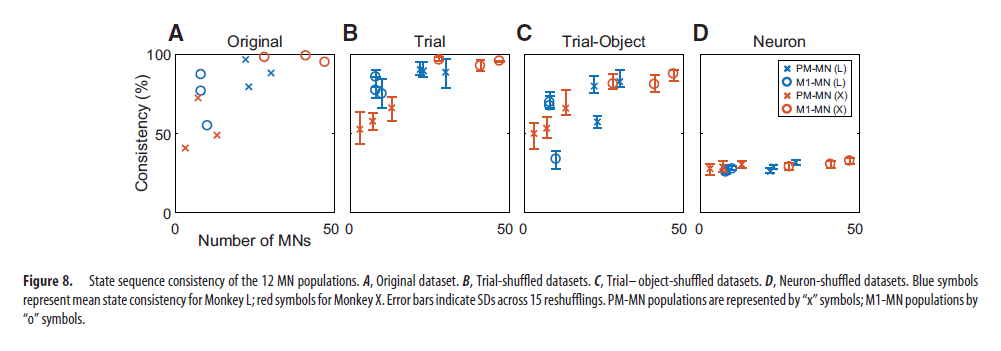 A Original B Trial C Trial-Object D Neuron
100
50
0
Consistency (%)
0 50 0 50 0 50 0 50
Number of MNs
PM-MN (L)
M1-MN (L)
PM-MN (X)
M1-MN (X)
Figure 8. State sequence consistency of the 12 MN populations. A, Original dataset. B, Trial-shuffled datasets. C, Trial–object-shuffled datasets. D, Neuron-shuffled datasets. Blue symbols
represent mean state consistency for Monkey L; red symbols for Monkey X. Error bars indicate SDs across 15 reshufflings. PM-MN populations are represented by “x” symbols; M1-MN populations by
“o” symbols.